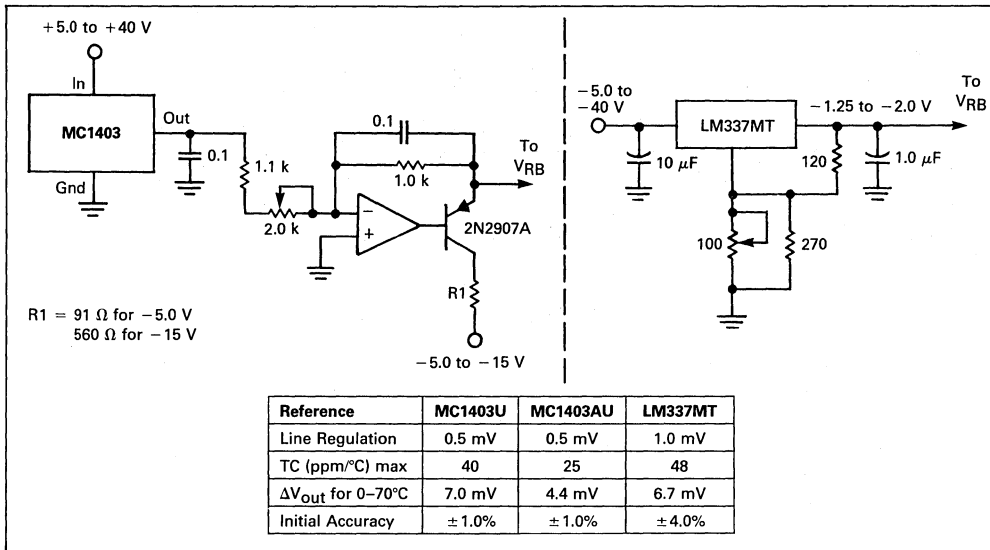 +5.0 to +40 V
In
MC1403
Out
Gnd
0.1
1.1 k
2.0 k
0.1
1.0 k
To
VRB
−
+
2N2907A
R1
−5.0 to −15 V
R1 = 91 Ω for −5.0 V
560 Ω for −15 V
−5.0 to
−40 V
LM337MT
−1.25 to −2.0 V
To
VRB
10 μF
120
1.0 μF
100
270
Reference MC1403U MC1403AU LM337MT
Line Regulation 0.5 mV 0.5 mV 1.0 mV
TC (ppm/°C) max 40 25 48
ΔVout for 0–70°C 7.0 mV 4.4 mV 6.7 mV
Initial Accuracy ±1.0% ±1.0% ±4.0%